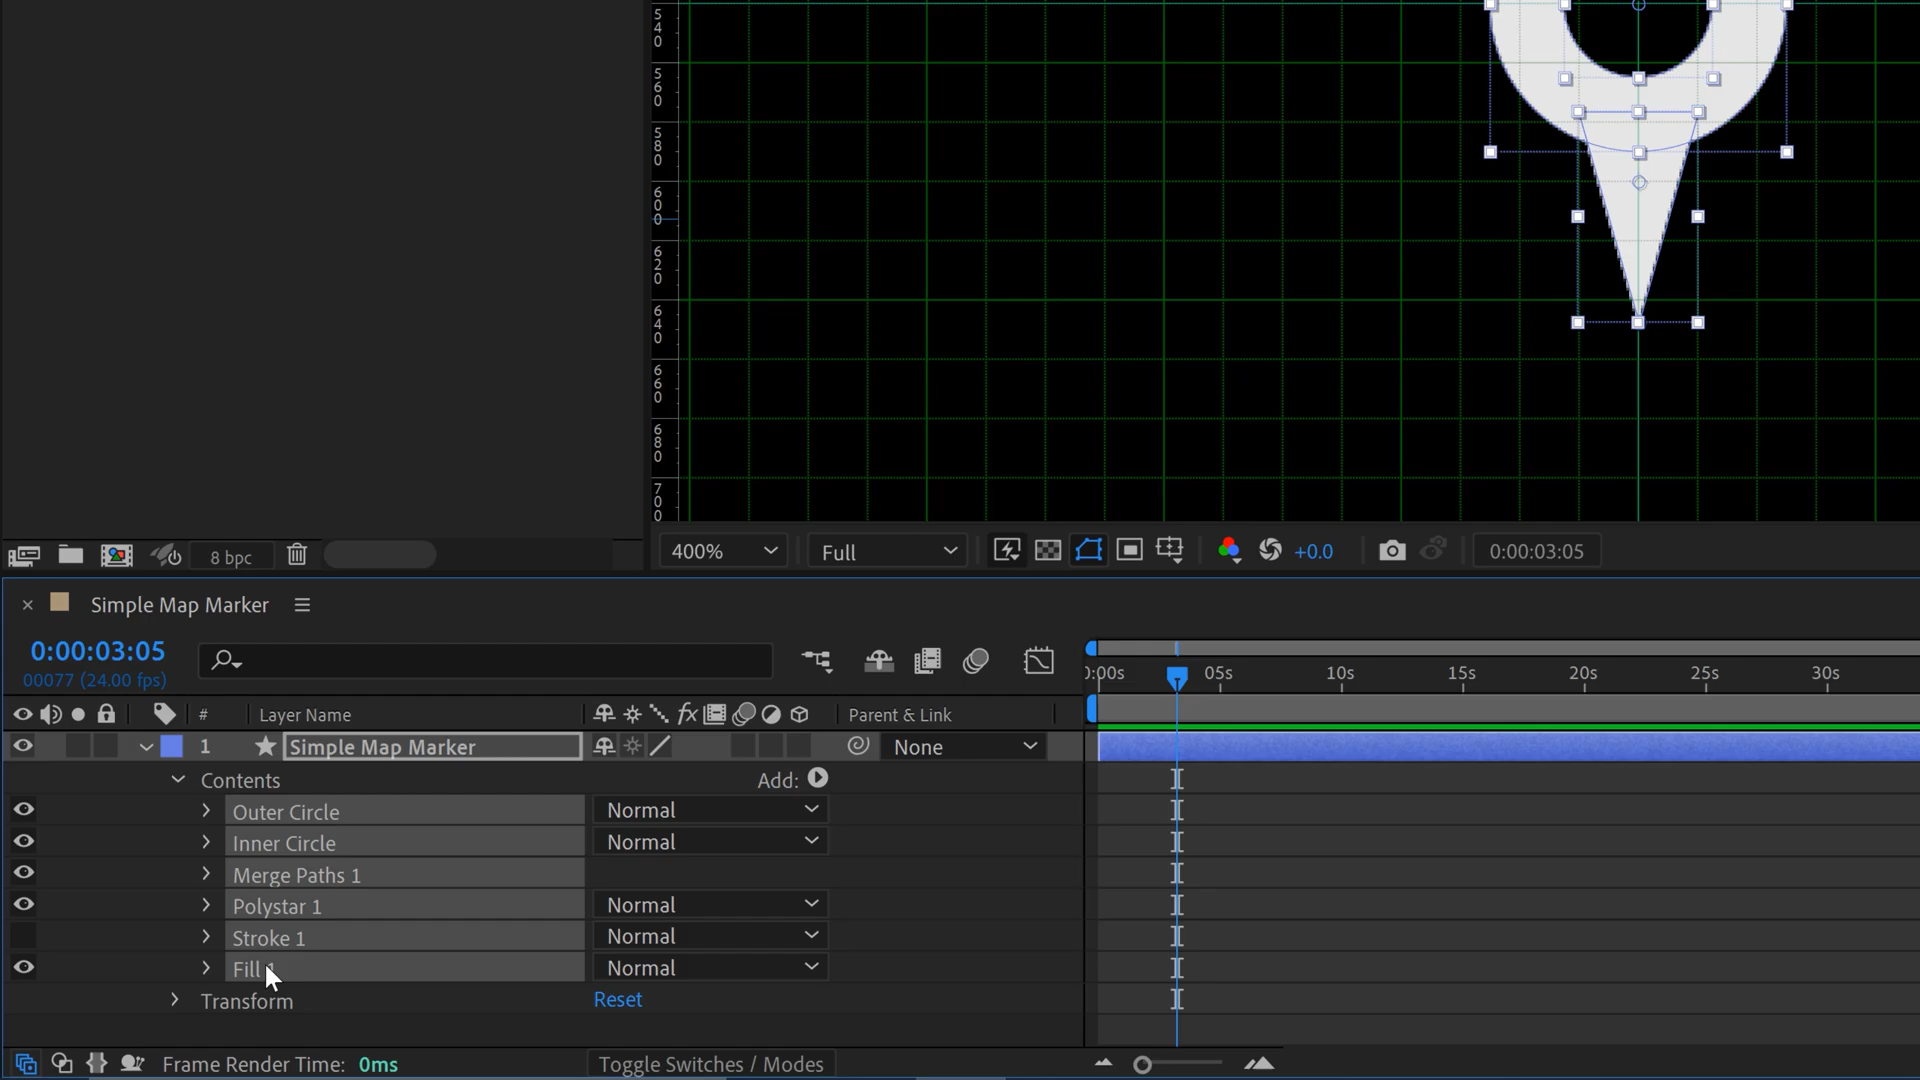 540
560
580
600
620
640
660
680
700
8 bpc
400%
Full
+0.0
0:00:03:05
Simple Map Marker
0:00:03:05
00077 (24.00 fps)
0:00s 05s 10s 15s 20s 25s 30s
# Layer Name fx Parent & Link
1 Simple Map Marker None
Contents Add:
Outer Circle Normal
Inner Circle Normal
Merge Paths 1
Polystar 1 Normal
Stroke 1 Normal
Fill 1 Normal
Transform Reset
Frame Render Time: 0ms Toggle Switches / Modes